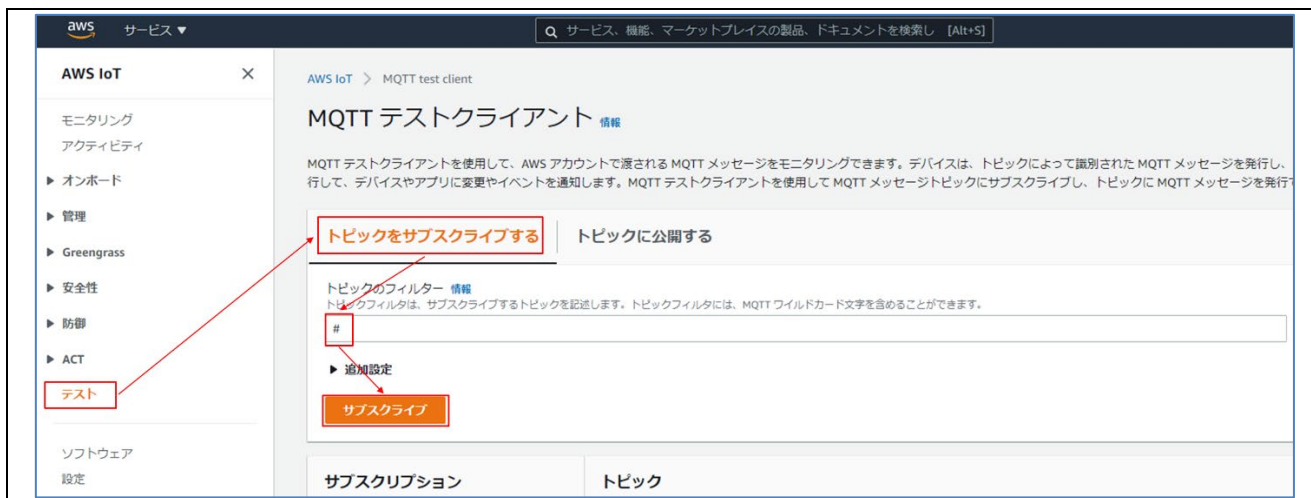 aws サービス ▼ サービス、機能、マーケットプレイスの製品、ドキュメントを検索し [Alt+S]
AWS IoT ×
モニタリング
アクティビティ
▶ オンボード
▶ 管理
▶ Greengrass
▶ 安全性
▶ 防御
▶ ACT
テスト
ソフトウェア
設定
AWS IoT > MQTT test client
MQTT テストクライアント 情報
MQTT テストクライアントを使用して、AWS アカウントで渡される MQTT メッセージをモニタリングできます。デバイスは、トピックによって識別された MQTT メッセージを発行し、
行して、デバイスやアプリに変更やイベントを通知します。MQTT テストクライアントを使用して MQTT メッセージトピックにサブスクライブし、トピックに MQTT メッセージを発行で
トピックをサブスクライブする トピックに公開する
トピックのフィルター 情報
トピックフィルタは、サブスクライブするトピックを記述します。トピックフィルタには、MQTT ワイルドカード文字を含めることができます。
#
▶ 追加設定
サブスクライブ
サブスクリプション トピック